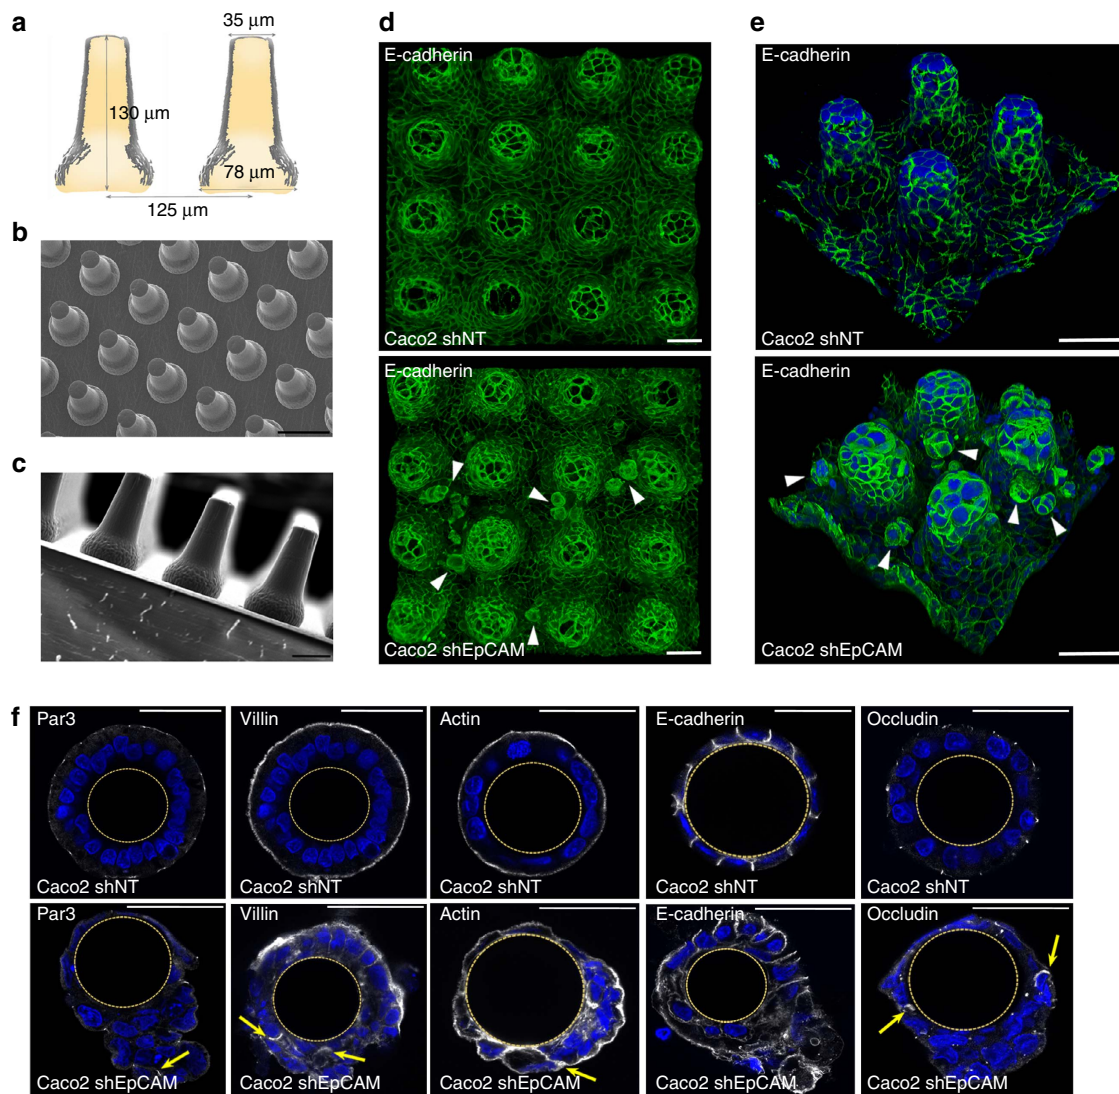 a
35 μm
130 μm
78 μm
125 μm
b
c
d
E-cadherin
Caco2 shNT
E-cadherin
Caco2 shEpCAM
e
E-cadherin
Caco2 shNT
E-cadherin
Caco2 shEpCAM
f
Par3
Villin
Actin
E-cadherin
Occludin
Caco2 shNT
Caco2 shNT
Caco2 shNT
Caco2 shNT
Caco2 shNT
Par3
Villin
Actin
E-cadherin
Occludin
Caco2 shEpCAM
Caco2 shEpCAM
Caco2 shEpCAM
Caco2 shEpCAM
Caco2 shEpCAM